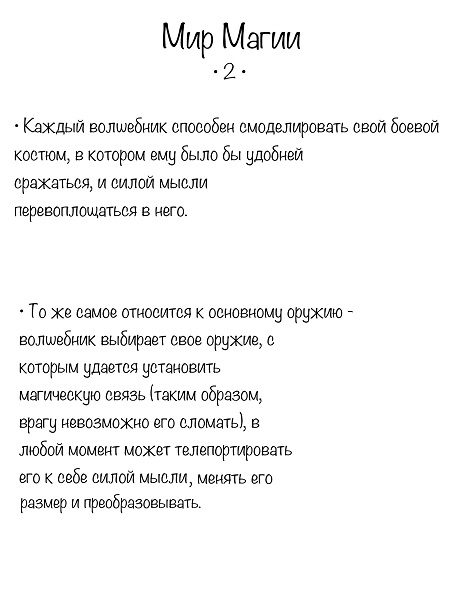 Мир Магии
• 2 •
• Каждый волшебник способен смоделировать свой боевой
костюм, в котором ему было бы удобней
сражаться, и силой мысли
перевоплощаться в него.
• То же самое относится к основному оружию -
волшебник выбирает свое оружие, с
которым удается установить
магическую связь (таким образом,
врагу невозможно его сломать), в
любой момент может телепортировать
его к себе силой мысли, менять его
размер и преобразовывать.